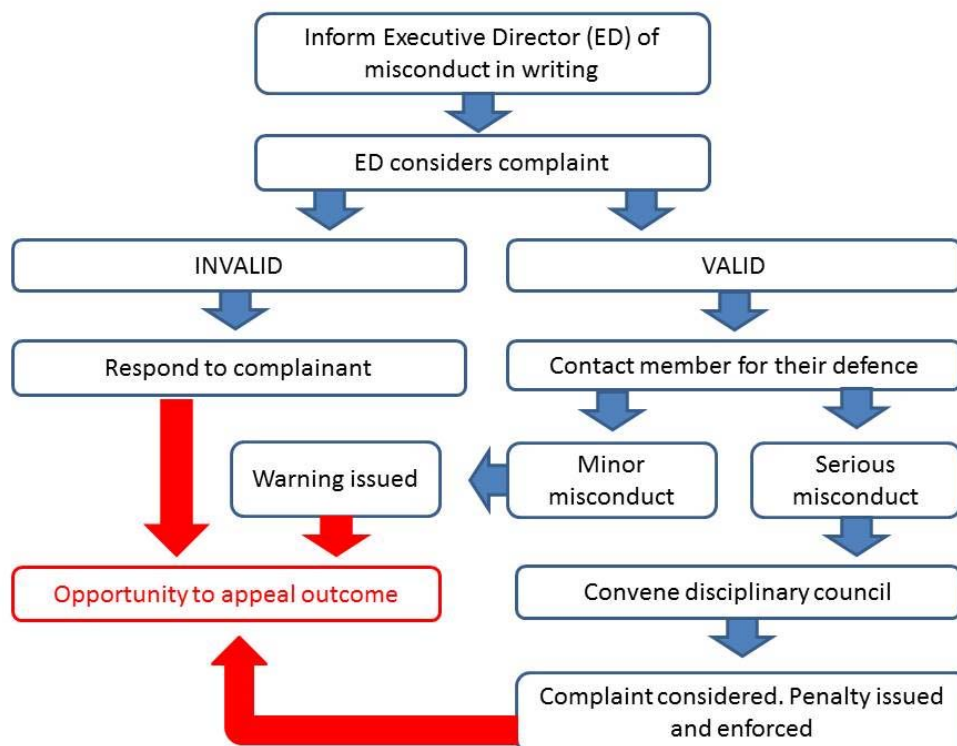 Inform Executive Director (ED) of
misconduct in writing
ED considers complaint
INVALID
VALID
Respond to complainant
Contact member for their defence
Warning issued
Minor
misconduct
Serious
misconduct
Opportunity to appeal outcome
Convene disciplinary council
Complaint considered. Penalty issued
and enforced